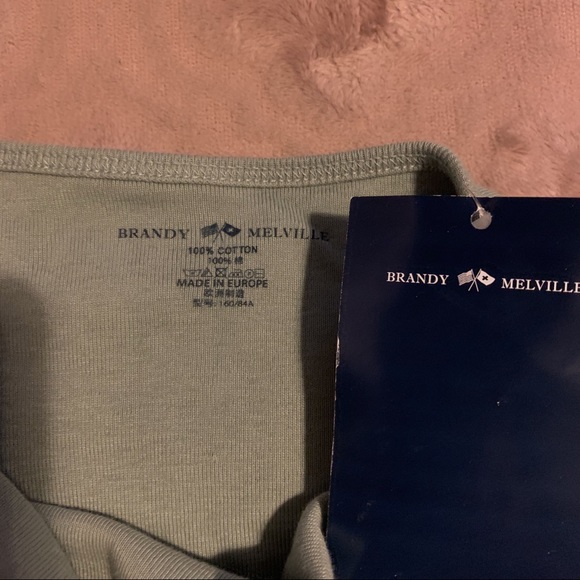 BRANDY MELVILLE
100% COTTON
100% 棉
MADE IN EUROPE
欧洲制造
型号: 160/84A
BRANDY MELVILLE